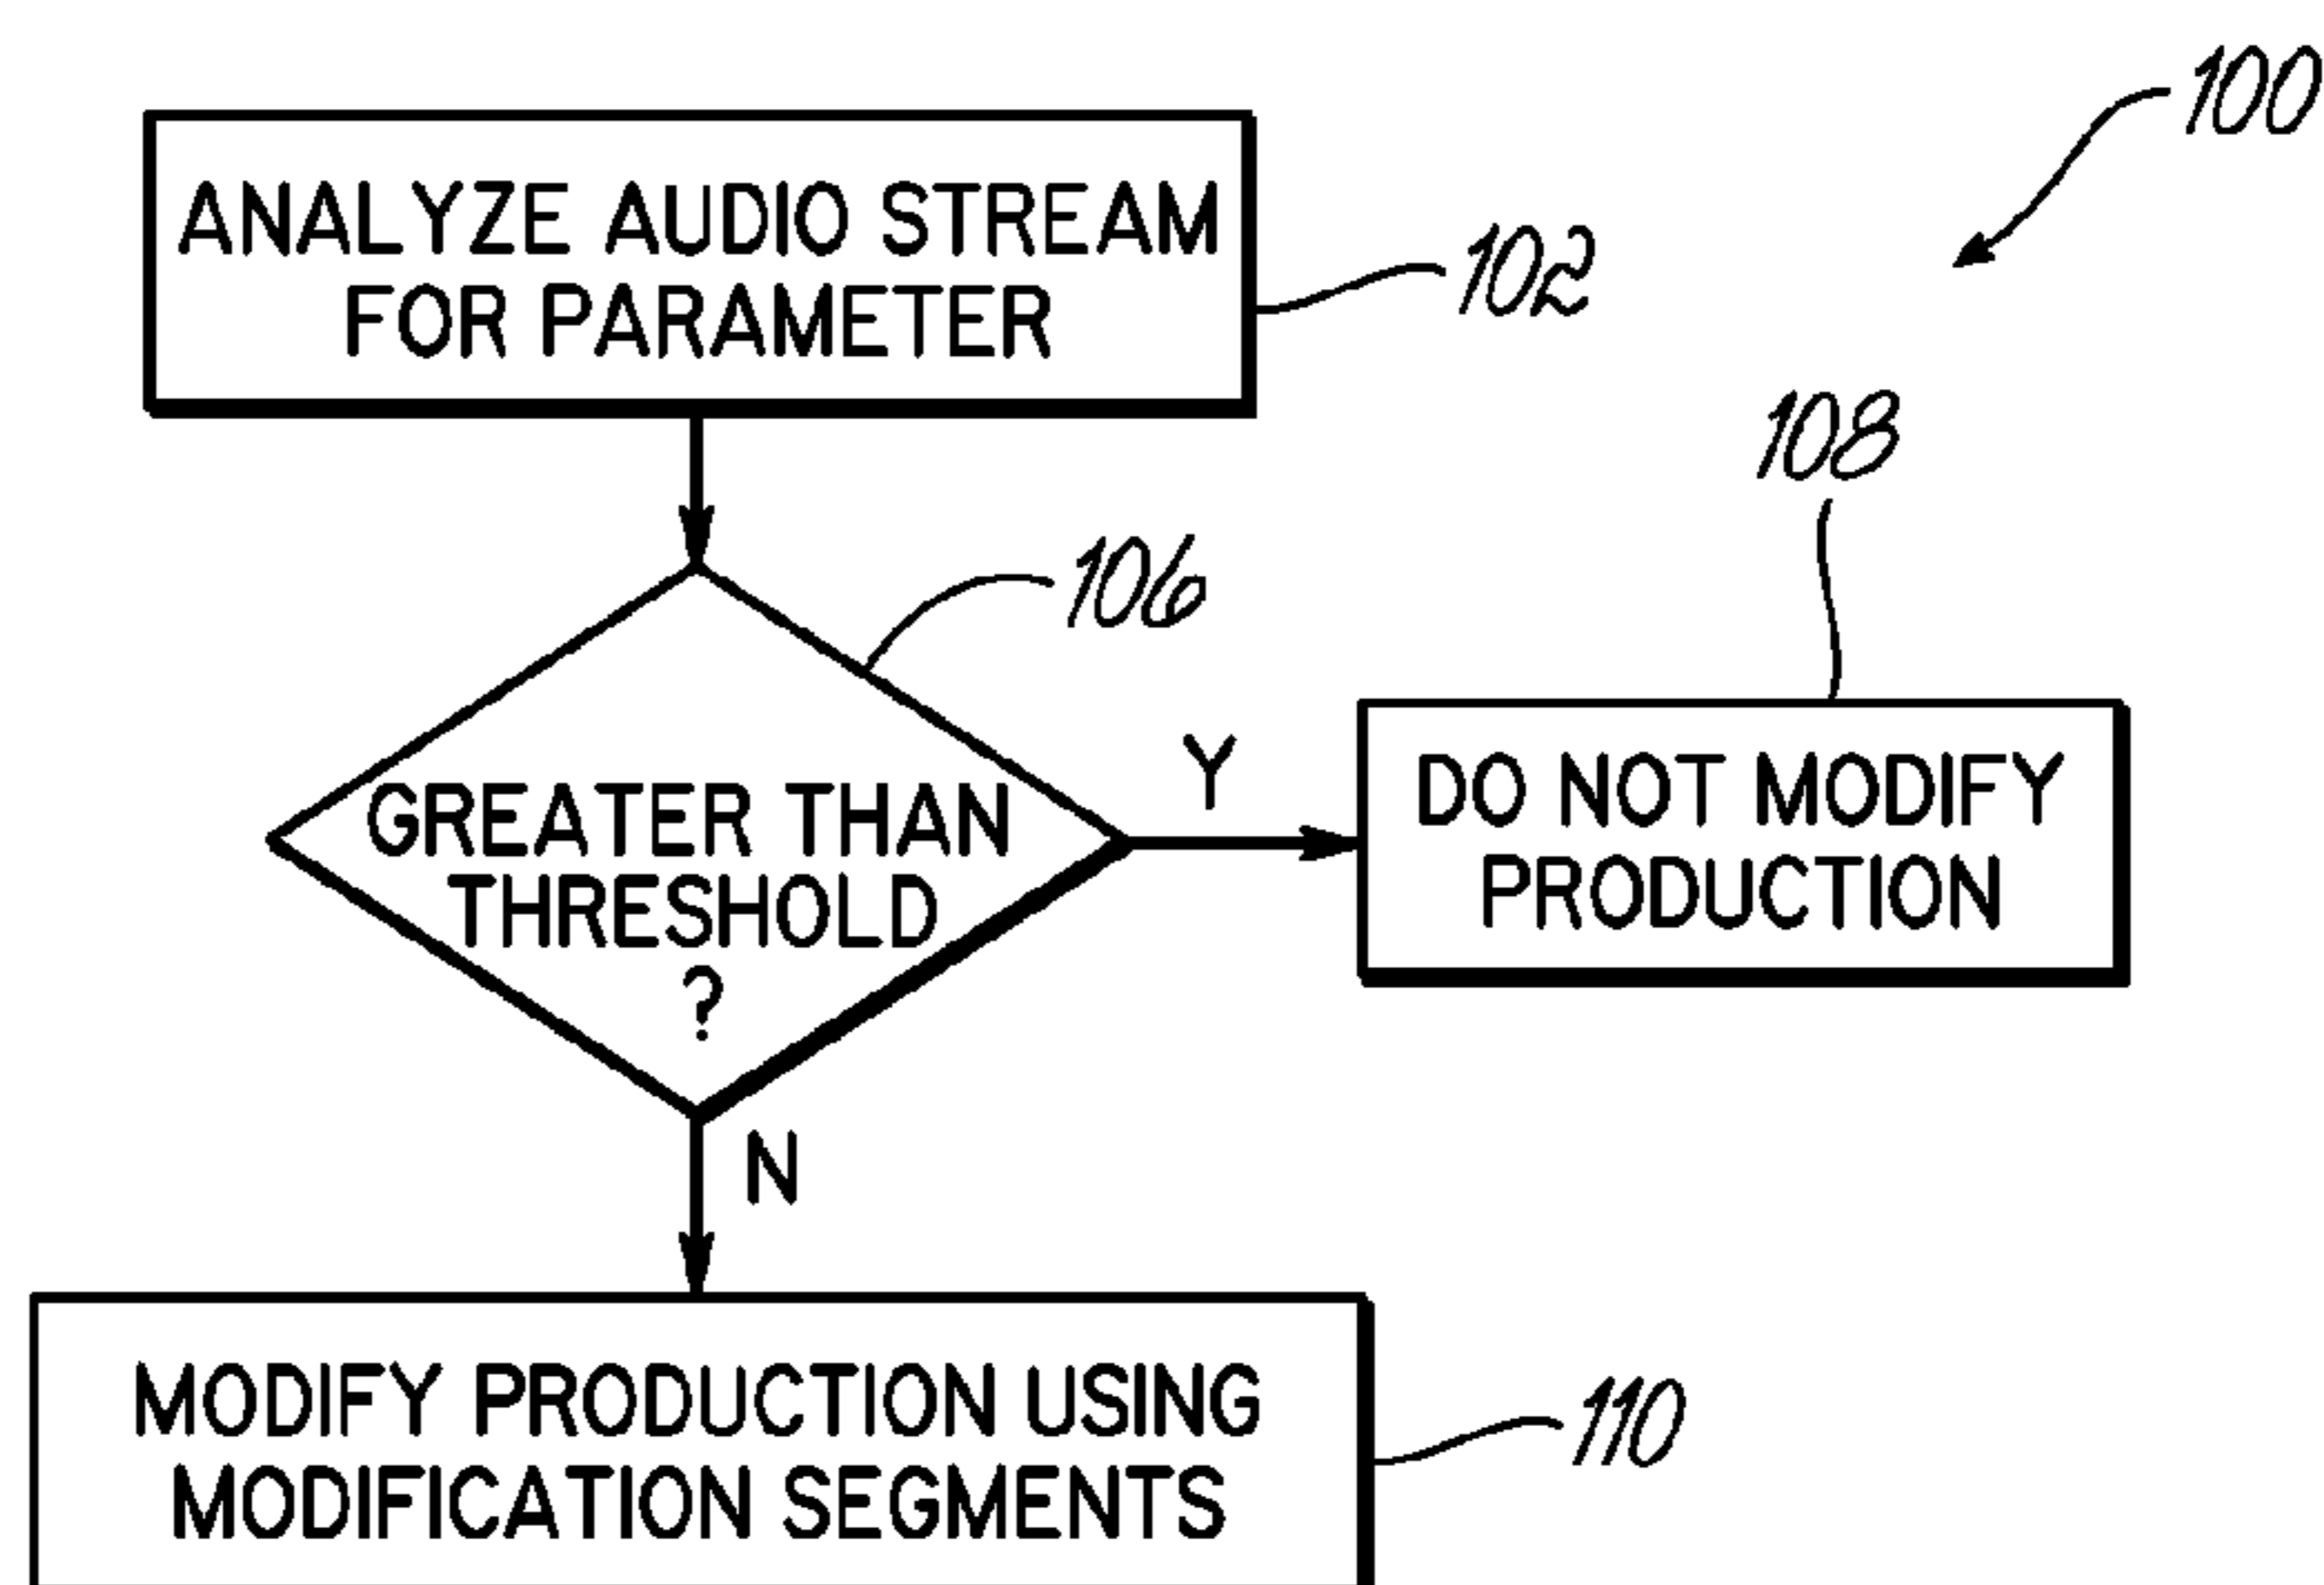 100
ANALYZE AUDIO STREAM
FOR PARAMETER
102
108
106
GREATER THAN
THRESHOLD
?
Y
DO NOT MODIFY
PRODUCTION
N
MODIFY PRODUCTION USING
MODIFICATION SEGMENTS
110